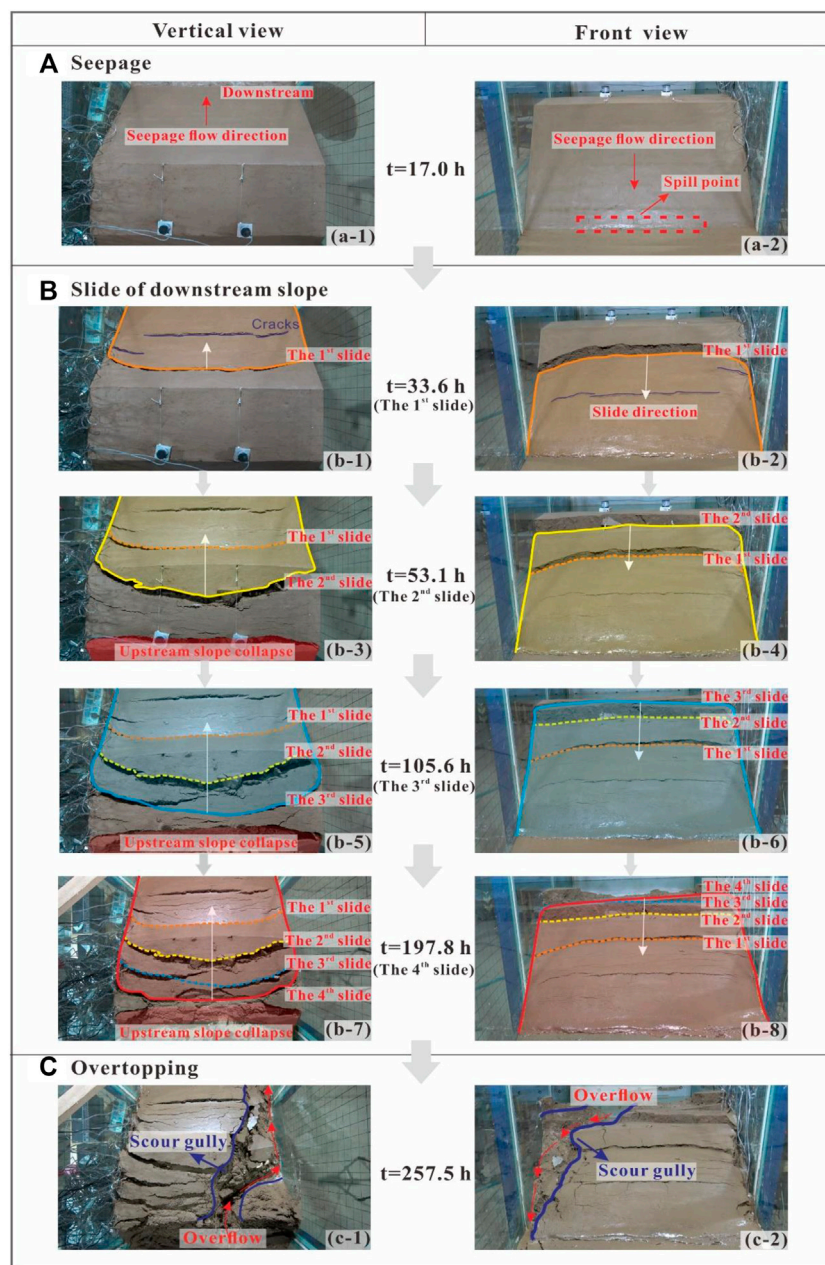 Vertical view
Front view
A Seepage
Downstream
Seepage flow direction
(a-1)
t=17.0 h
Seepage flow direction
Spill point
(a-2)
B Slide of downstream slope
Cracks
The 1st slide
(b-1)
t=33.6 h
(The 1st slide)
The 1st slide
Slide direction
(b-2)
The 1st slide
The 2nd slide
Upstream slope collapse
(b-3)
t=53.1 h
(The 2nd slide)
The 2nd slide
The 1st slide
(b-4)
The 1st slide
The 2nd slide
The 3rd slide
Upstream slope collapse
(b-5)
t=105.6 h
(The 3rd slide)
The 3rd slide
The 2nd slide
The 1st slide
(b-6)
The 1st slide
The 2nd slide
The 3rd slide
The 4th slide
Upstream slope collapse
(b-7)
t=197.8 h
(The 4th slide)
The 4th slide
The 3rd slide
The 2nd slide
The 1st slide
(b-8)
C Overtopping
Scour gully
Overflow
(c-1)
t=257.5 h
Overflow
Scour gully
(c-2)